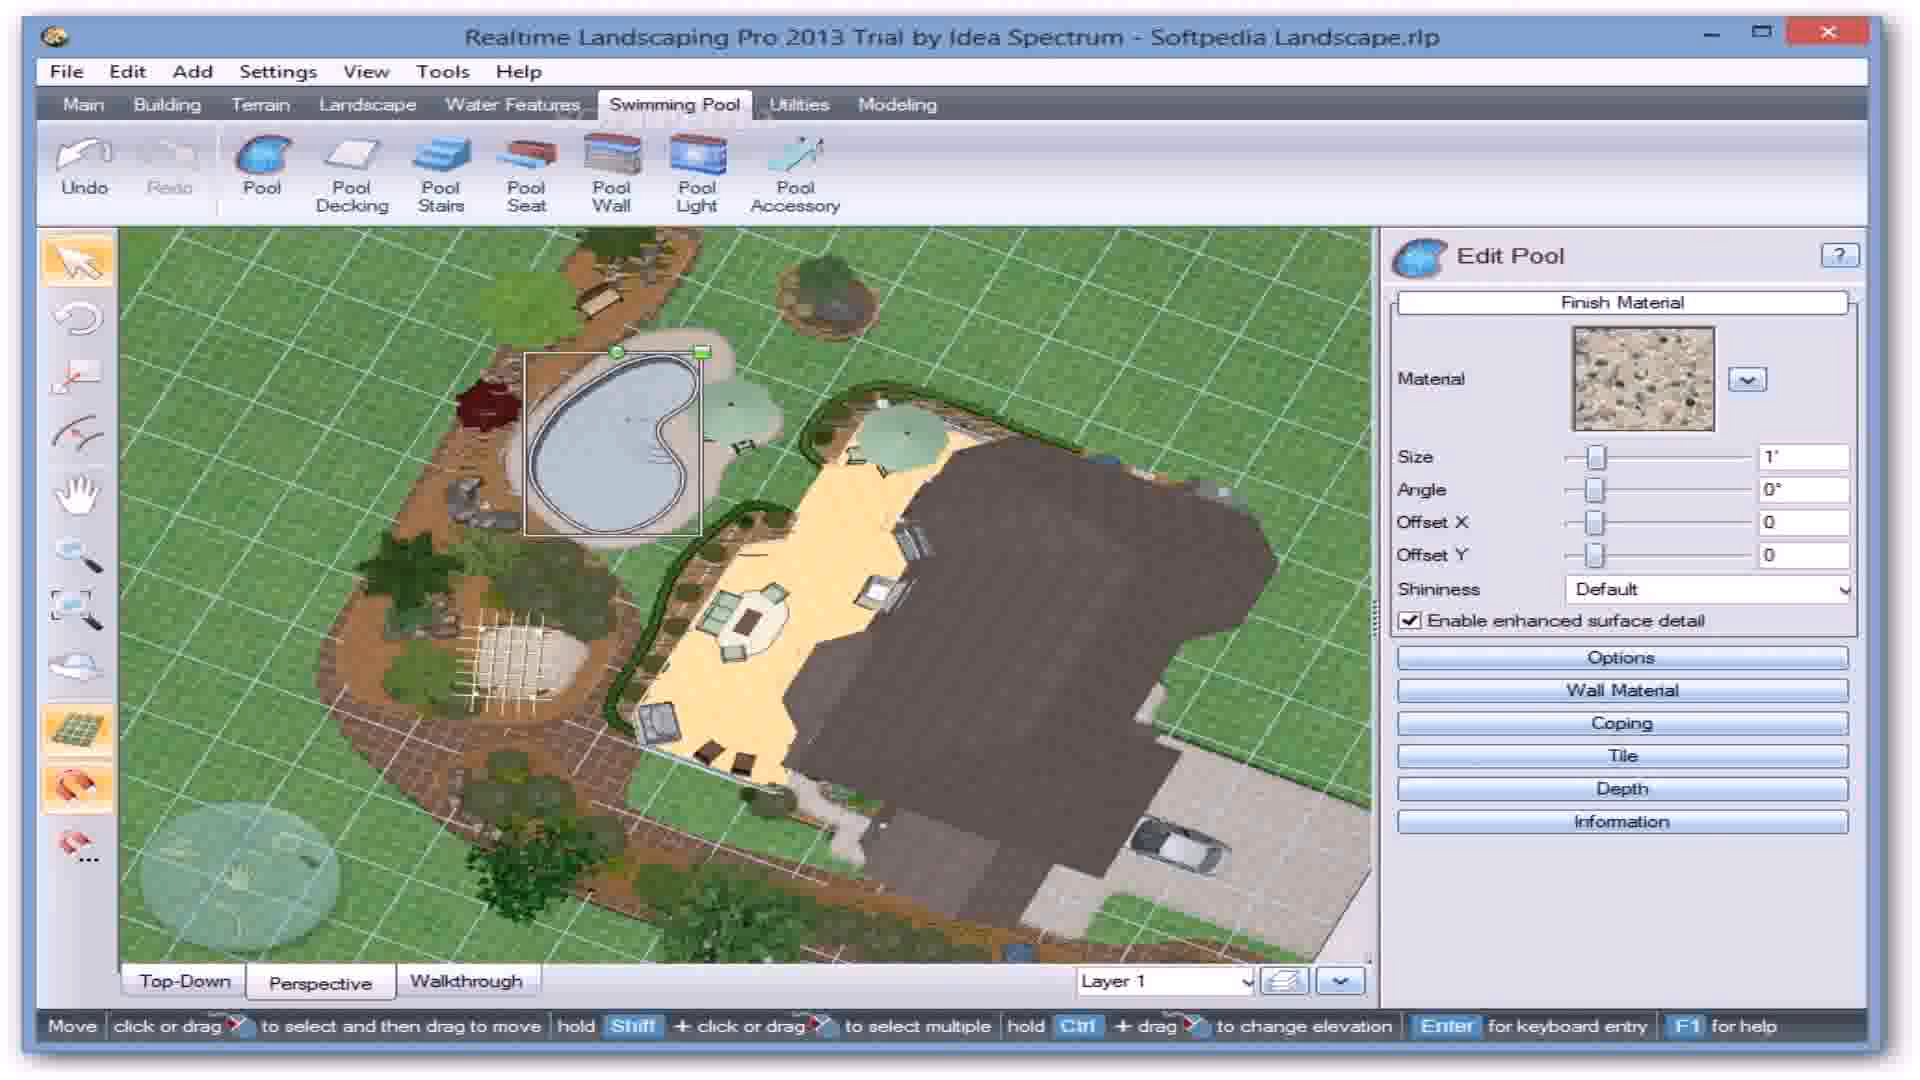 Realtime Landscaping Pro 2013 Trial by Idea Spectrum - Softpedia Landscape.rlp
File Edit Add Settings View Tools Help
Main Building Terrain Landscape Water Features Swimming Pool Utilities Modeling
Undo Redo Pool Pool Decking Pool Stairs Pool Seat Pool Wall Pool Light Pool Accessory
Edit Pool ?
Finish Material
Material
Size 1'
Angle 0°
Offset X 0
Offset Y 0
Shininess Default
Enable enhanced surface detail
Options
Wall Material
Coping
Tile
Depth
Information
Top-Down Perspective Walkthrough Layer 1
Move click or drag to select and then drag to move hold Shift + click or drag to select multiple hold Ctrl + drag to change elevation Enter for keyboard entry F1 for help